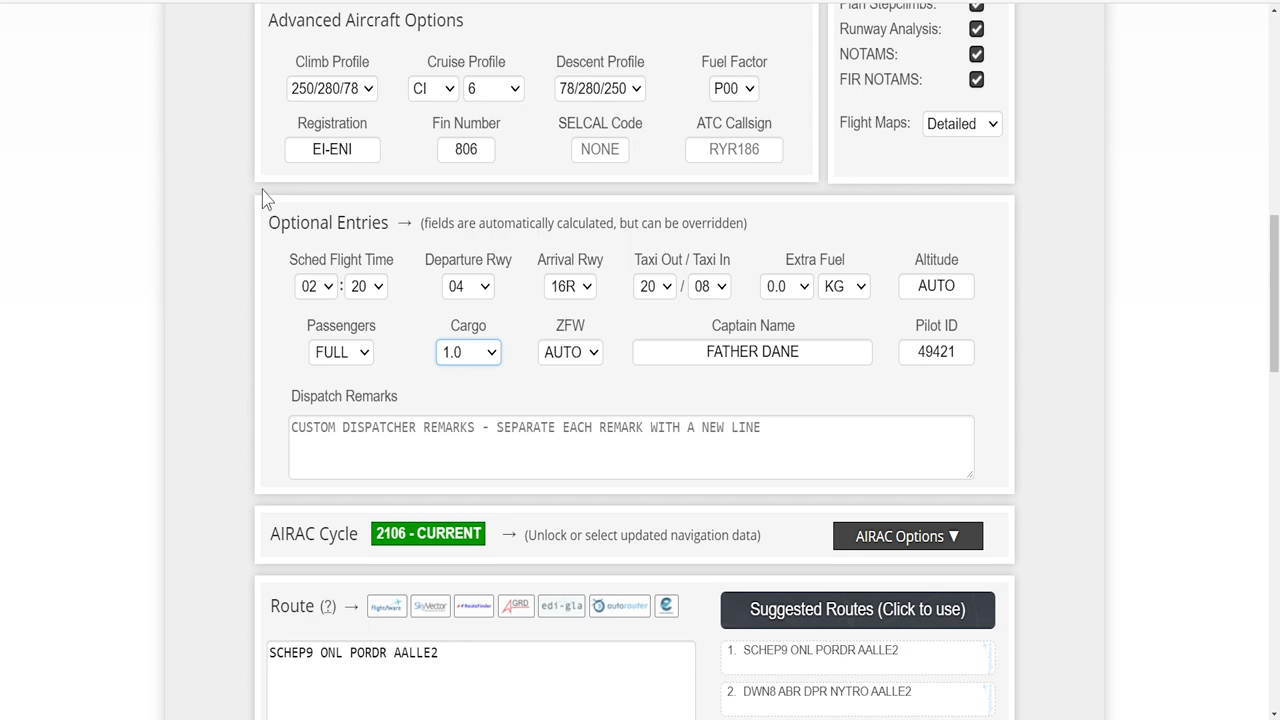 Plan Stepclimbs:
Advanced Aircraft Options
Runway Analysis:
NOTAMS:
FIR NOTAMS:
Flight Maps: Detailed
Climb Profile Cruise Profile Descent Profile Fuel Factor
250/280/78 CI 6 78/280/250 P00
Registration Fin Number SELCAL Code ATC Callsign
EI-ENI 806 NONE RYR186
Optional Entries → (fields are automatically calculated, but can be overridden)
Sched Flight Time Departure Rwy Arrival Rwy Taxi Out / Taxi In Extra Fuel Altitude
02 : 20 04 16R 20 / 08 0.0 KG AUTO
Passengers Cargo ZFW Captain Name Pilot ID
FULL 1.0 AUTO FATHER DANE 49421
Dispatch Remarks
CUSTOM DISPATCHER REMARKS - SEPARATE EACH REMARK WITH A NEW LINE
AIRAC Cycle 2106 - CURRENT → (Unlock or select updated navigation data) AIRAC Options ▼
Route (?) → FlightAware SkyVector RouteFinder GRD edi-gla autorouter
SCHEP9 ONL PORDR AALLE2
Suggested Routes (Click to use)
1. SCHEP9 ONL PORDR AALLE2
2. DWN8 ABR DPR NYTRO AALLE2